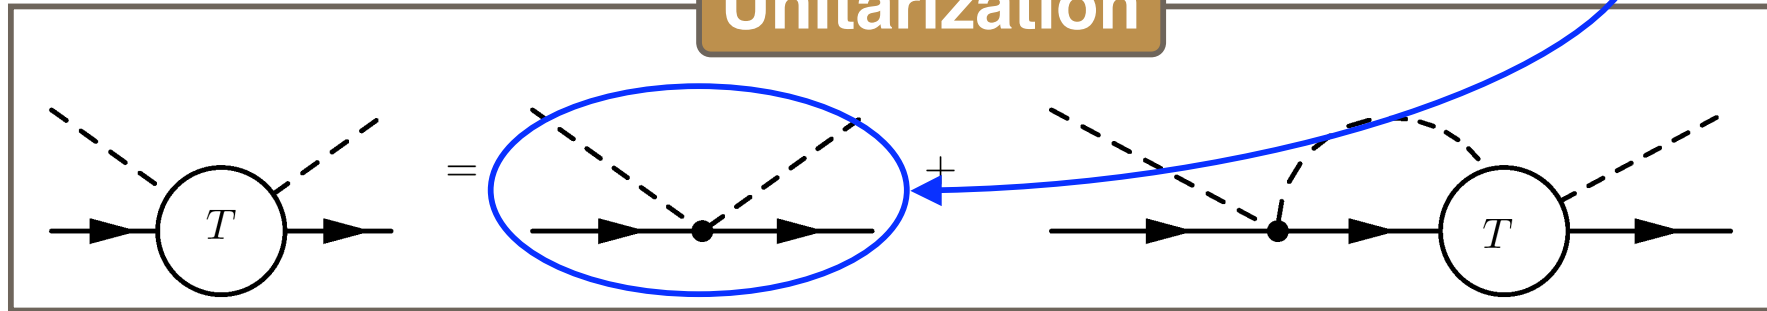 Unitarization
T = + T